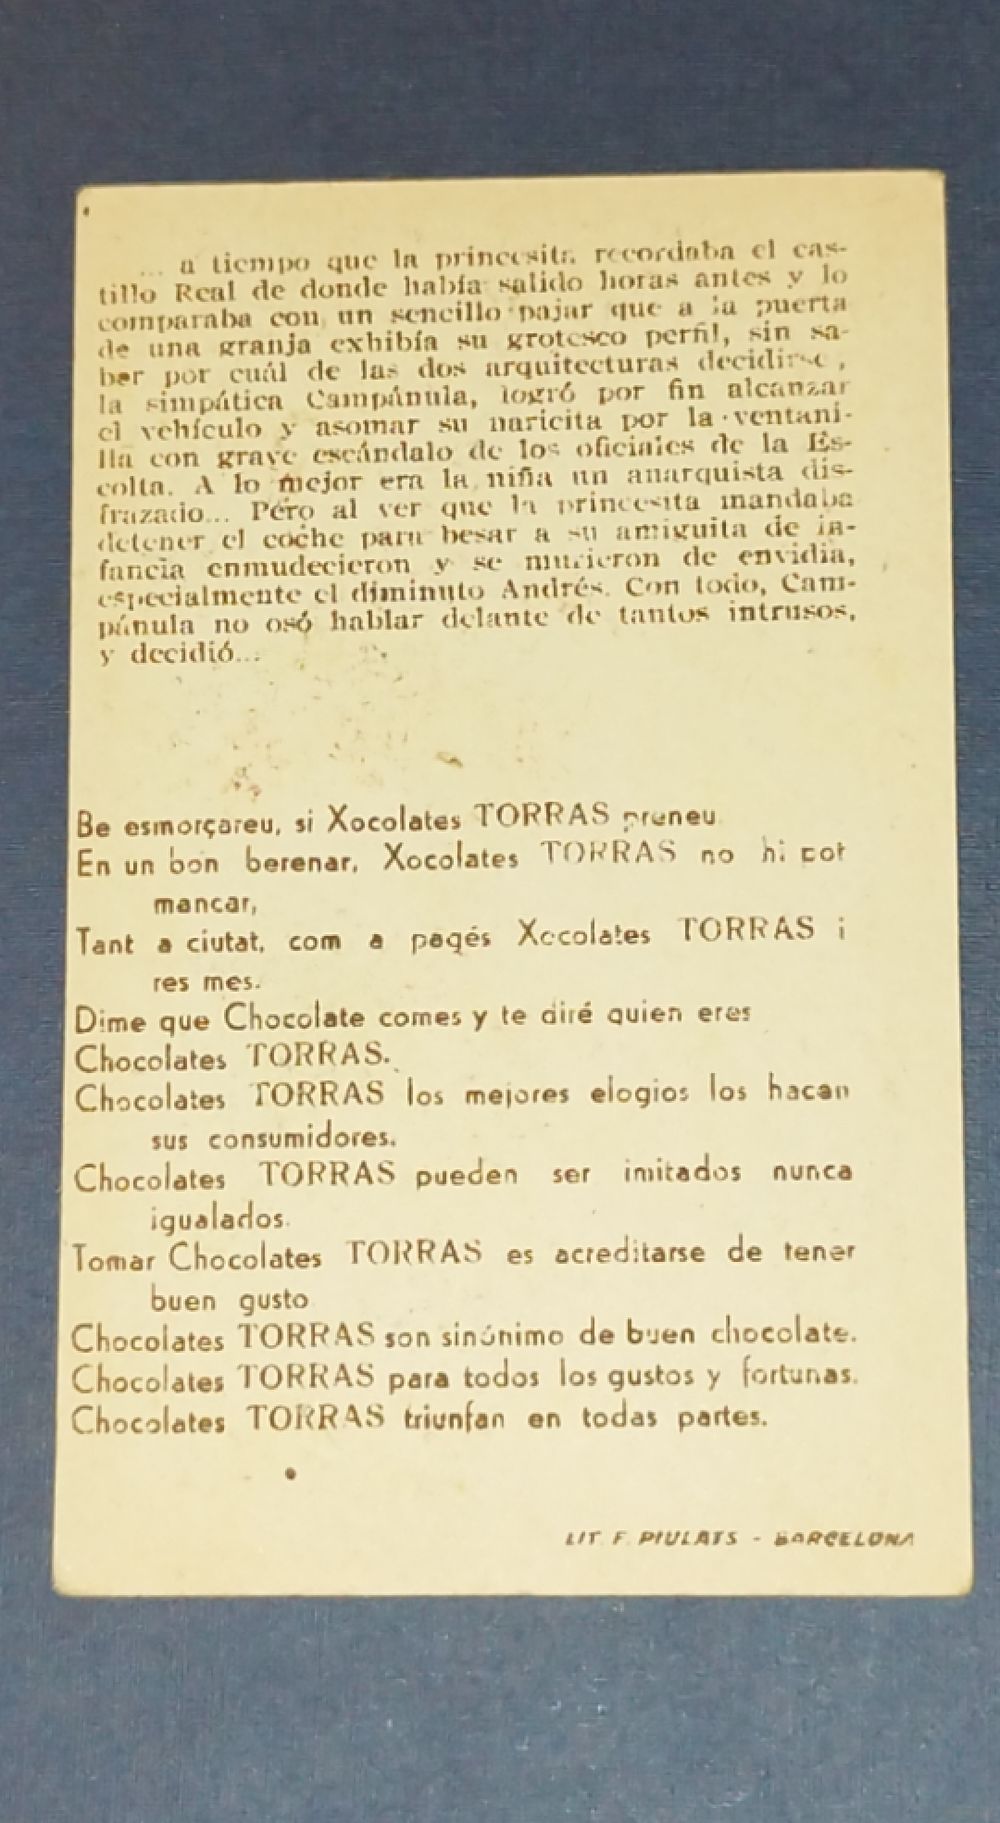 ... a tiempo que la princesita recordaba el cas-
tillo Real de donde había salido horas antes y lo
comparaba con un sencillo pajar que a la puerta
de una granja exhibía su grotesco perfil, sin sa-
ber por cuál de las dos arquitecturas decidirse,
la simpática Campánula, logró por fin alcanzar
el vehículo y asomar su naricita por la ventani-
lla con grave escándalo de los oficiales de la Es-
colta. A lo mejor era la niña un anarquista dis-
frazado... Pero al ver que la princesita mandaba
detener el coche para besar a su amiguita de in-
fancia enmudecieron y se murieron de envidia,
especialmente el diminuto Andrés. Con todo, Cam-
pánula no osó hablar delante de tantos intrusos,
y decidió...
Be esmorçareu, si Xocolates TORRAS preneu
En un bon berenar, Xocolates TORRAS no hi pot
mancar,
Tant a ciutat, com a pagés Xocolates TORRAS i
res mes.
Dime que Chocolate comes y te diré quien eres
Chocolates TORRAS.
Chocolates TORRAS los mejores elogios los hacan
sus consumidores.
Chocolates TORRAS pueden ser imitados nunca
igualados.
Tomar Chocolates TORRAS es acreditarse de tener
buen gusto
Chocolates TORRAS son sinónimo de buen chocolate.
Chocolates TORRAS para todos los gustos y fortunas.
Chocolates TORRAS triunfan en todas partes.
LIT. F. PIULATS - BARCELONA